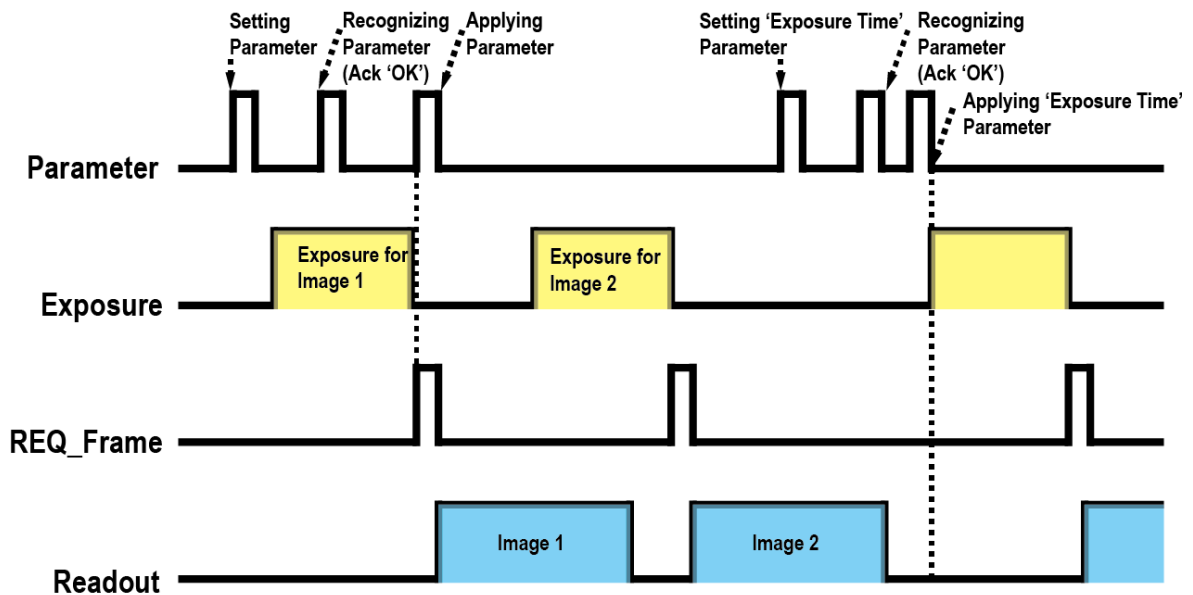 Setting
Parameter
Recognizing
Parameter
(Ack ‘OK’)
Applying
Parameter
Setting ‘Exposure Time’
Parameter
Recognizing
Parameter
(Ack ‘OK’)
Applying ‘Exposure Time’
Parameter
Parameter
Exposure for
Image 1
Exposure for
Image 2
Exposure
REQ_Frame
Image 1
Image 2
Readout